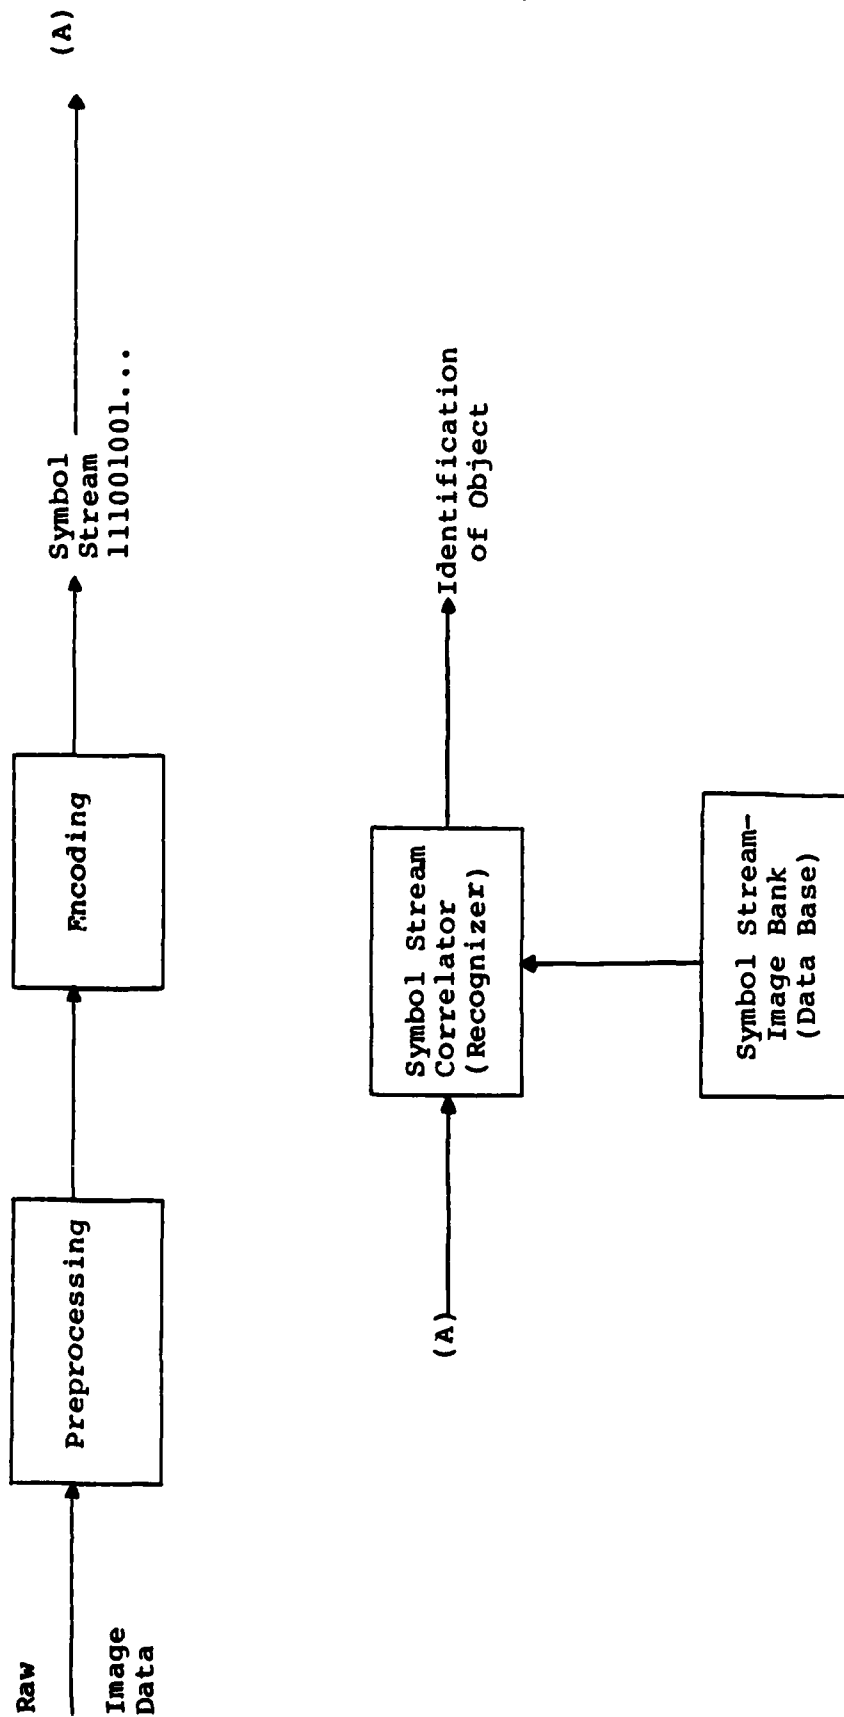 Raw
Image
Data
Preprocessing
Encoding
Symbol
Stream
111001001...
(A)
(A)
Symbol Stream
Correlator
(Recognizer)
Identification
of Object
Symbol Stream-
Image Bank
(Data Base)